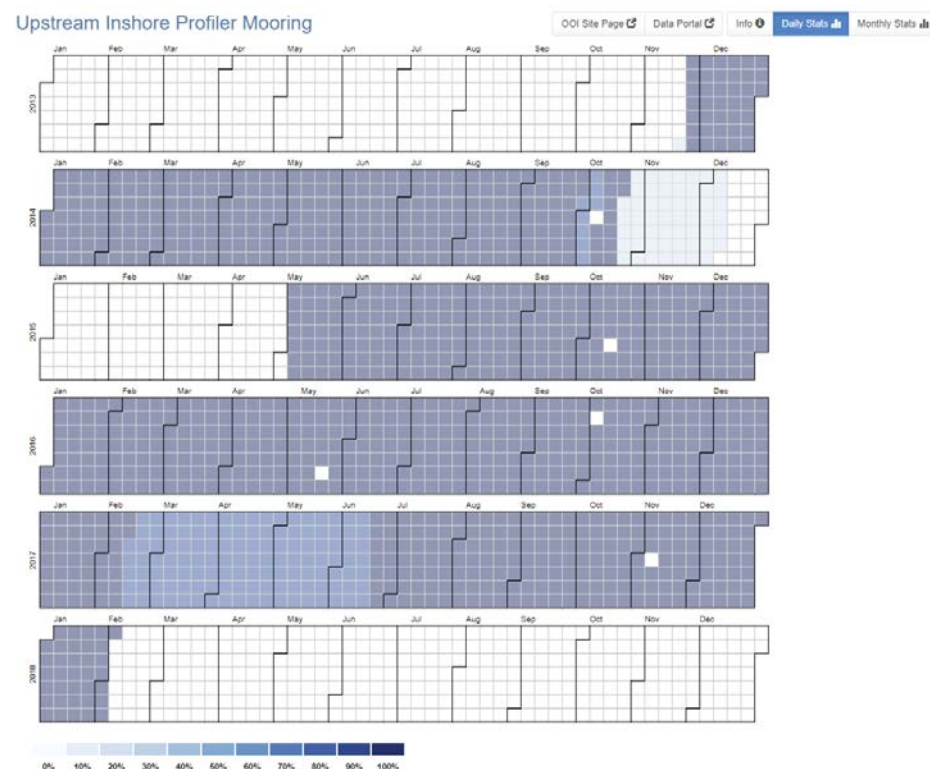 Upstream Inshore Profiler Mooring
OOI Site Page Data Portal Info Daily Stats Monthly Stats
Jan Feb Mar Apr May Jun Jul Aug Sep Oct Nov Dec
2013
Jan Feb Mar Apr May Jun Jul Aug Sep Oct Nov Dec
2014
Jan Feb Mar Apr May Jun Jul Aug Sep Oct Nov Dec
2015
Jan Feb Mar Apr May Jun Jul Aug Sep Oct Nov Dec
2016
Jan Feb Mar Apr May Jun Jul Aug Sep Oct Nov Dec
2017
Jan Feb Mar Apr May Jun Jul Aug Sep Oct Nov Dec
2018
0% 10% 20% 30% 40% 50% 60% 70% 80% 90% 100%